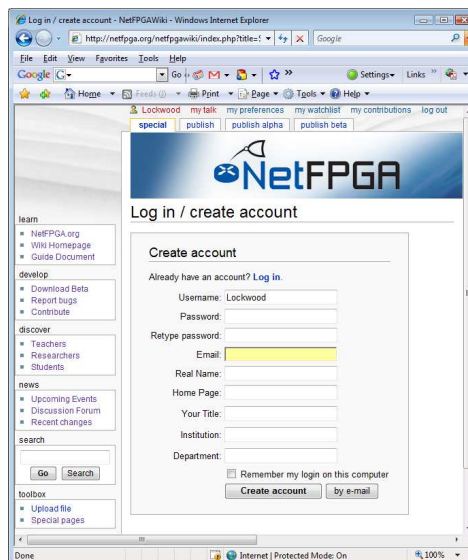 Log in / create account - NetFPGAWiki - Windows Internet Explorer
http://netfpga.org/netfpgawiki/index.php?title=
Google
File Edit View Favorites Tools Help
Google G Go M Settings Links
Home Feeds (J) Print Page Tools Help
Lockwood my talk my preferences my watchlist my contributions log out
special publish publish alpha publish beta
NetFPGA
Log in / create account
learn
NetFPGA.org
Wiki Homepage
Guide Document
develop
Download Beta
Report bugs
Contribute
discover
Teachers
Researchers
Students
news
Upcoming Events
Discussion Forum
Recent changes
search
Go Search
toolbox
Upload file
Special pages
Create account
Already have an account? Log in.
Username: Lockwood
Password:
Retype password:
Email:
Real Name:
Home Page:
Your Title:
Institution:
Department:
Remember my login on this computer
Create account by e-mail
Done Internet | Protected Mode: On 100%